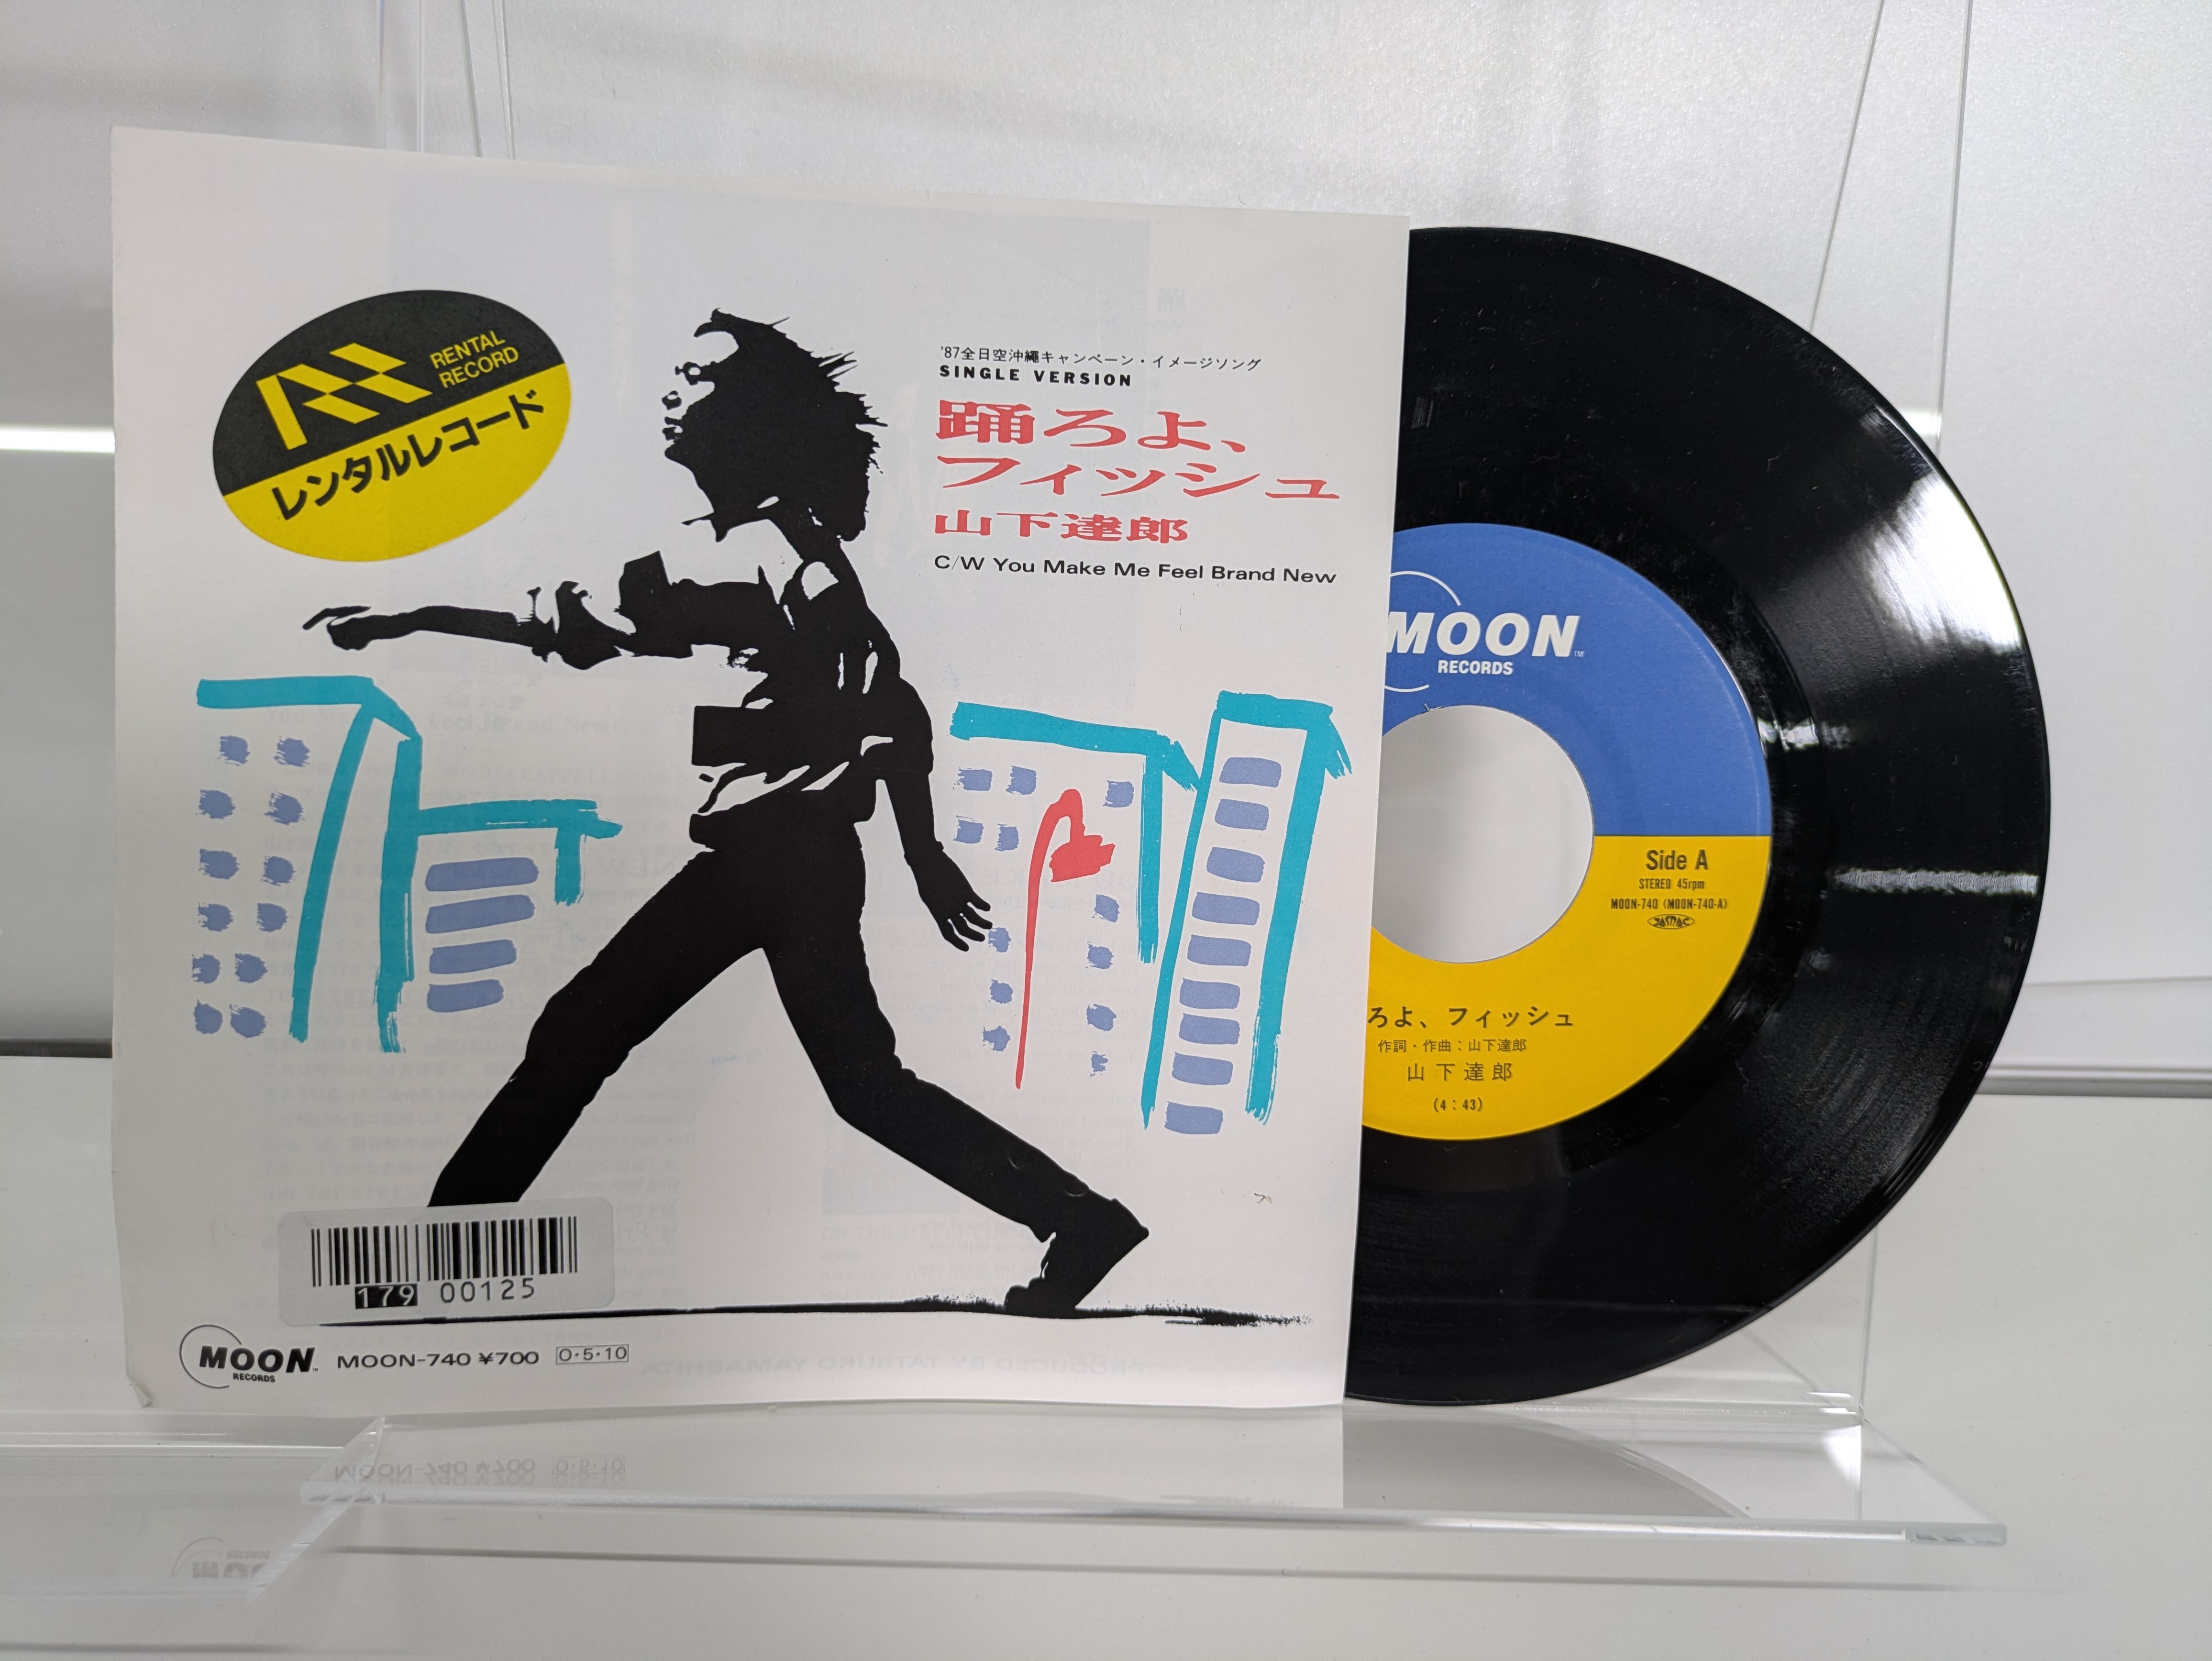 RENTAL
RECORD
レンタルレコード
'87全日空沖縄キャンペーン・イメージソング
SINGLE VERSION
踊ろよ、
フィッシュ
山下達郎
C/W You Make Me Feel Brand New
179 00125
MOON™
RECORDS
MOON-740 ¥700 0・5・10
MOON™
RECORDS
Side A
STEREO 45rpm
MOON-740 (MOON-740-A)
JASRAC
ろよ、フィッシュ
作詞・作曲：山下達郎
山下達郎
(4：43)